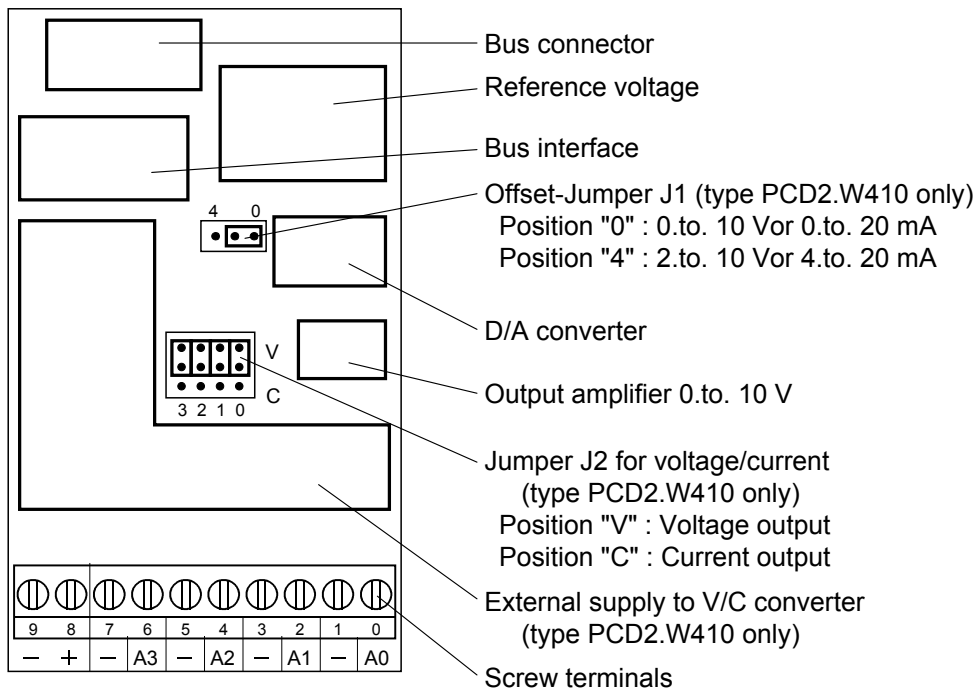 Bus connector
Reference voltage
Bus interface
Offset-Jumper J1 (type PCD2.W410 only)
Position "0" : 0.to. 10 Vor 0.to. 20 mA
Position "4" : 2.to. 10 Vor 4.to. 20 mA
4 0
D/A converter
V
C
3 2 1 0
Output amplifier 0.to. 10 V
Jumper J2 for voltage/current
(type PCD2.W410 only)
Position "V" : Voltage output
Position "C" : Current output
External supply to V/C converter
(type PCD2.W410 only)
Screw terminals
9 8 7 6 5 4 3 2 1 0
– + – A3 – A2 – A1 – A0